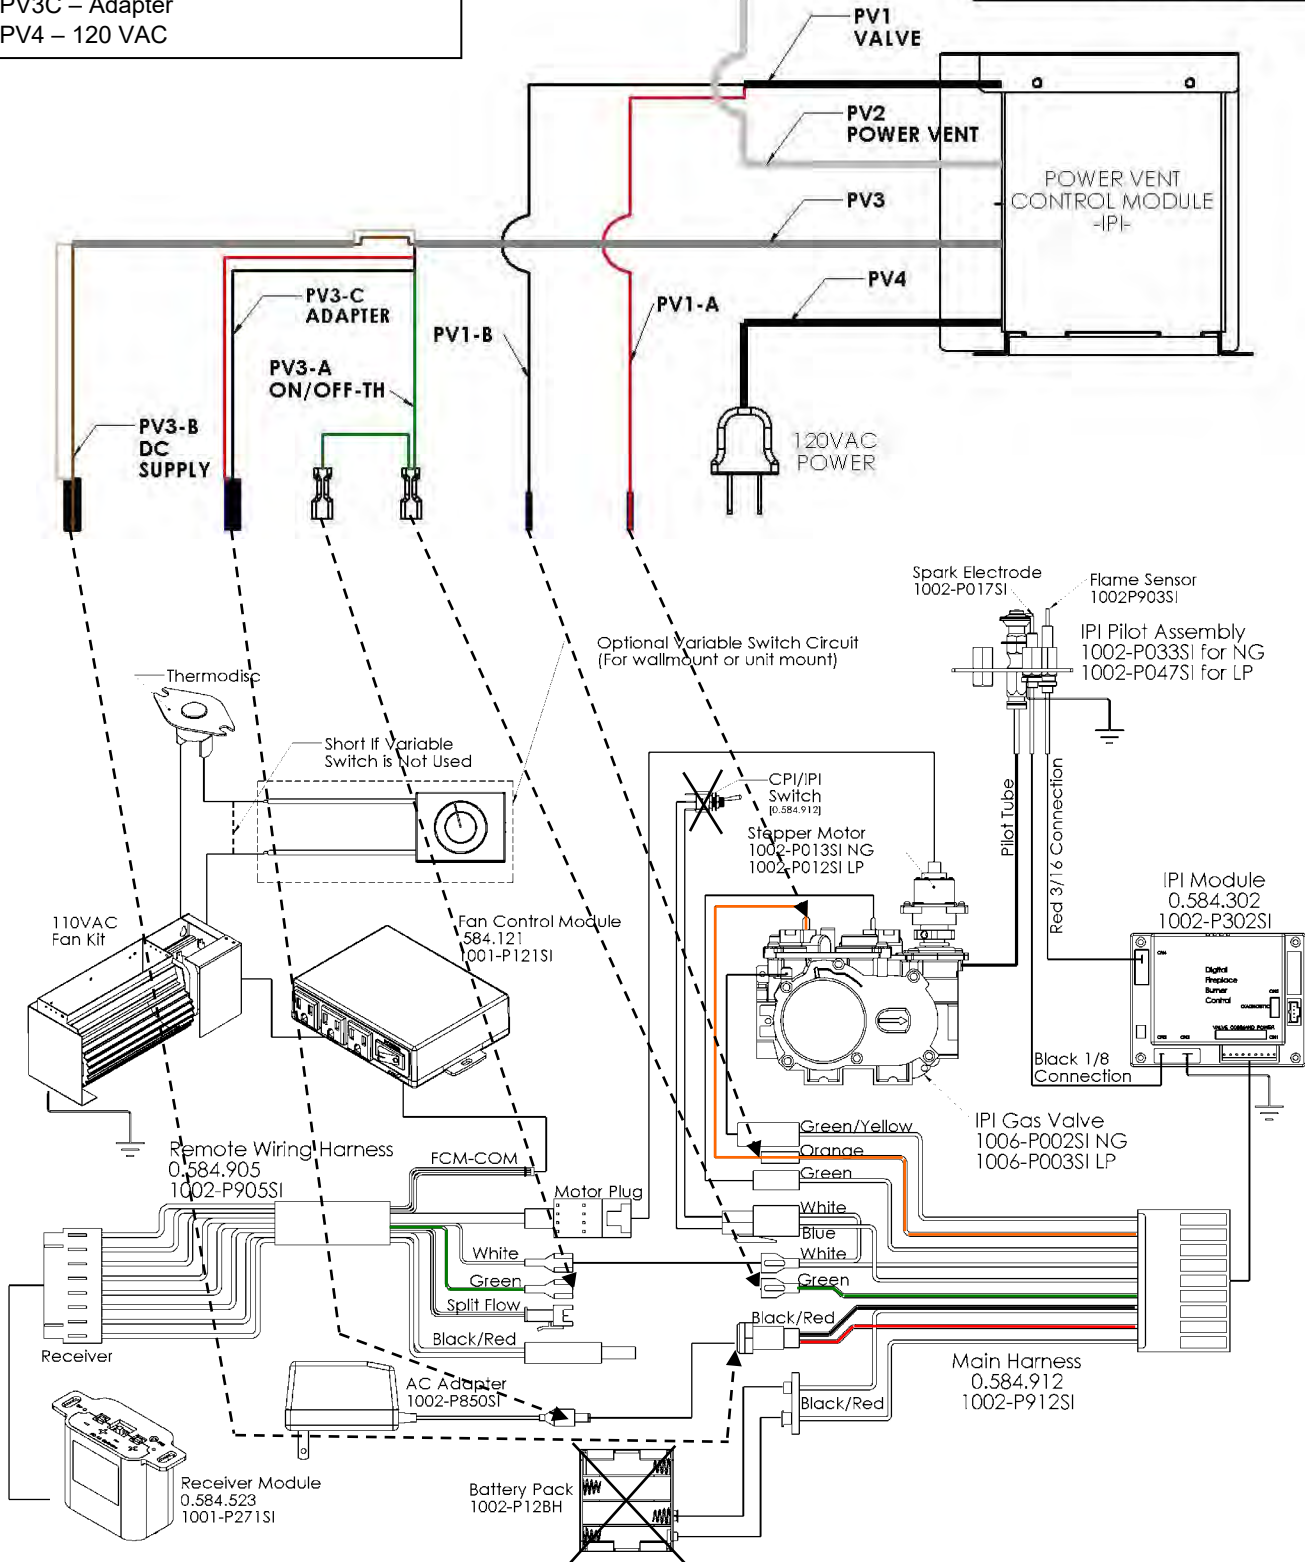 PV3C – Adapter
PV4 – 120 VAC
PV1
VALVE
PV2
POWER VENT
POWER VENT
CONTROL MODULE
-IPI-
PV3
PV4
PV3-C
ADAPTER
PV1-A
PV1-B
PV3-A
ON/OFF-TH
PV3-B
DC
SUPPLY
120VAC
POWER
Spark Electrode
1002-P017SI
Flame Sensor
1002P903SI
IPI Pilot Assembly
1002-P033SI for NG
1002-P047SI for LP
Optional Variable Switch Circuit
(For wallmount or unit mount)
Thermodisc
Short If Variable
Switch is Not Used
CPI/IPI
Switch
[0.584.912]
Stepper Motor
1002-P013SI NG
1002-P012SI LP
Pilot Tube
Red 3/16 Connection
IPI Module
0.584.302
1002-P302SI
110VAC
Fan Kit
Fan Control Module
584.121
1001-P121SI
Digital
Fireplace
Burner
Control
DIAGNOSTIC
VALVE COMMAND POWER
Black 1/8
Connection
IPI Gas Valve
1006-P002SI NG
1006-P003SI LP
Green/Yellow
Orange
Green
White
Blue
White
Green
Black/Red
Black/Red
Remote Wiring Harness
0.584.905
1002-P905SI
FCM-COM
Motor Plug
White
Green
Split Flow
Black/Red
Receiver
AC Adapter
1002-P850SI
Main Harness
0.584.912
1002-P912SI
Receiver Module
0.584.523
1001-P271SI
Battery Pack
1002-P12BH